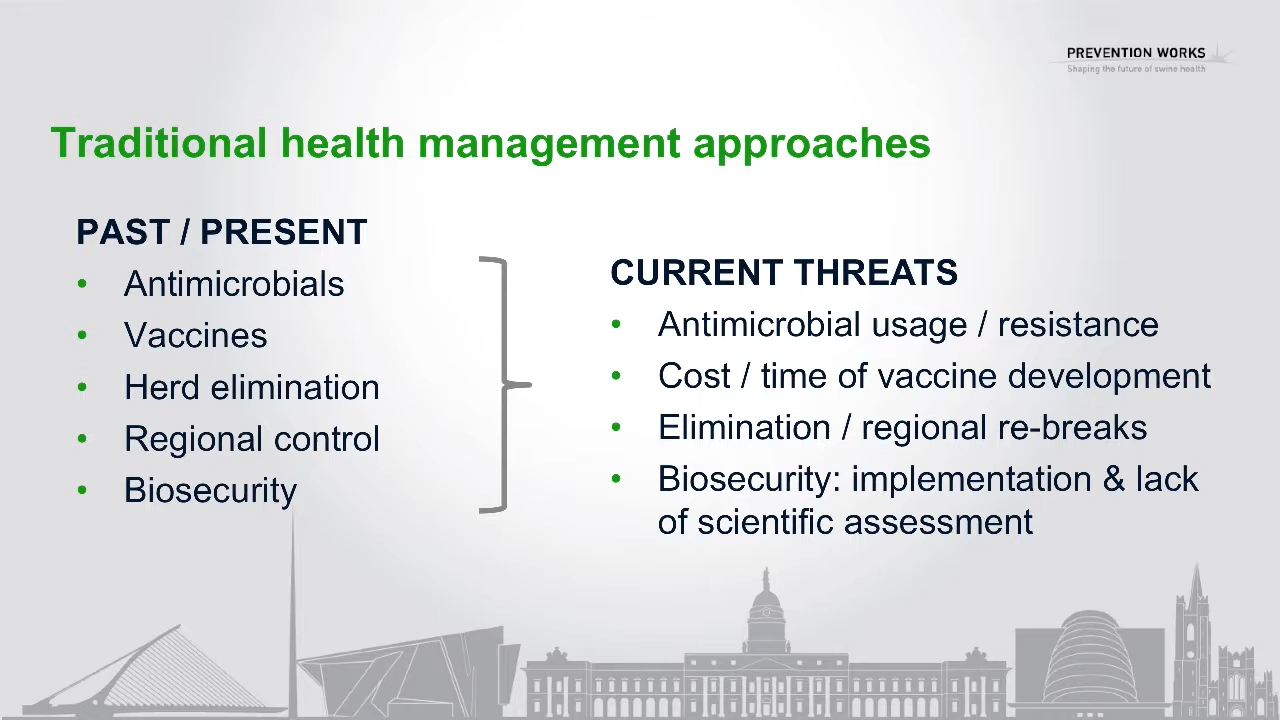 PREVENTION WORKS
Shaping the future of swine health
Traditional health management approaches
PAST / PRESENT
• Antimicrobials
• Vaccines
• Herd elimination
• Regional control
• Biosecurity
CURRENT THREATS
• Antimicrobial usage / resistance
• Cost / time of vaccine development
• Elimination / regional re-breaks
• Biosecurity: implementation & lack
of scientific assessment